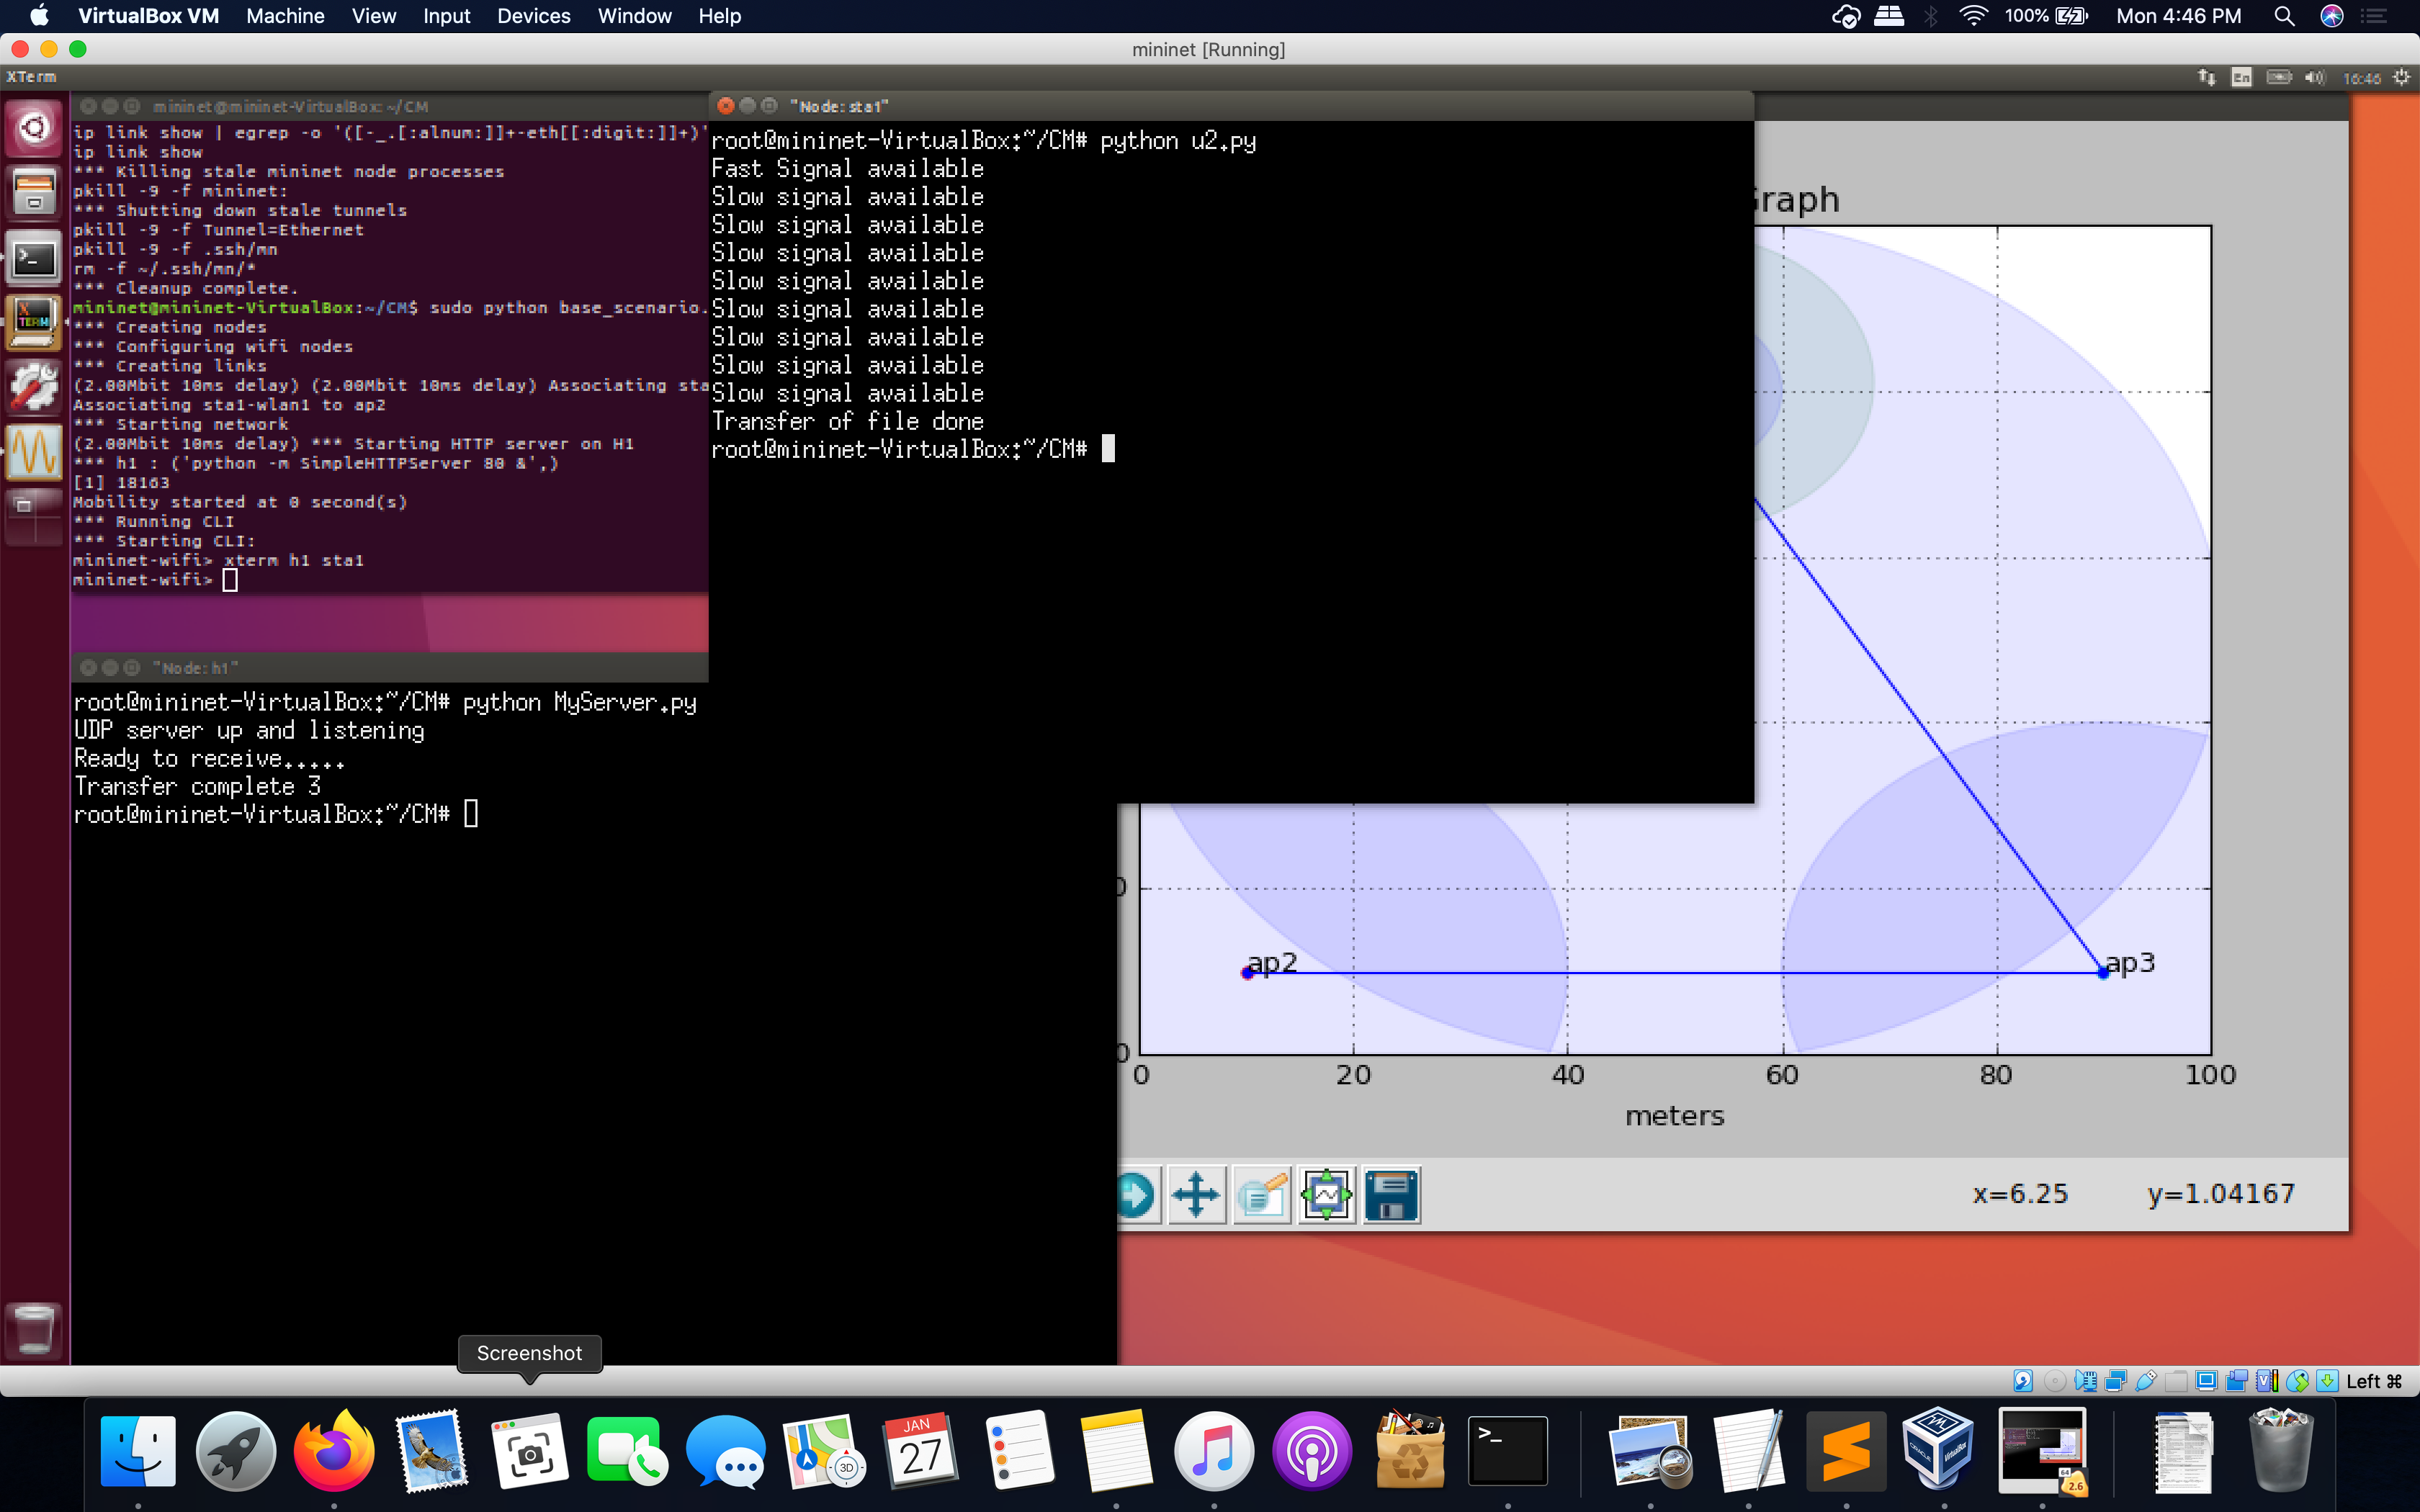 VirtualBox VM Machine View Input Devices Window Help 100% Mon 4:46 PM
mininet [Running]
XTerm En 16:46
mininet@mininet-VirtualBox: ~/CM
ip link show | egrep -o '([-_.[:alnum:]]+-eth[[:digit:]]+)'
ip link show
*** Killing stale mininet node processes
pkill -9 -f mininet:
*** Shutting down stale tunnels
pkill -9 -f Tunnel=Ethernet
pkill -9 -f .ssh/mn
rm -f ~/.ssh/mn/*
*** Cleanup complete.
mininet@mininet-VirtualBox:~/CM$ sudo python base_scenario.
*** Creating nodes
*** Configuring wifi nodes
*** Creating links
(2.00Mbit 10ms delay) (2.00Mbit 10ms delay) Associating sta
Associating sta1-wlan1 to ap2
*** Starting network
(2.00Mbit 10ms delay) *** Starting HTTP server on H1
*** h1 : ('python -m SimpleHTTPServer 80 &',)
[1] 18163
Mobility started at 0 second(s)
*** Running CLI
*** Starting CLI:
mininet-wifi> xterm h1 sta1
mininet-wifi>
"Node: sta1"
root@mininet-VirtualBox:~/CM# python u2.py
Fast Signal available
Slow signal available
Slow signal available
Slow signal available
Slow signal available
Slow signal available
Slow signal available
Slow signal available
Slow signal available
Transfer of file done
root@mininet-VirtualBox:~/CM#
"Node: h1"
root@mininet-VirtualBox:~/CM# python MyServer.py
UDP server up and listening
Ready to receive.....
Transfer complete 3
root@mininet-VirtualBox:~/CM#
Graph
ap2
ap3
0
0
0 20 40 60 80 100
meters
x=6.25 y=1.04167
Screenshot
Left ⌘
JAN
27
3D
64
2.6